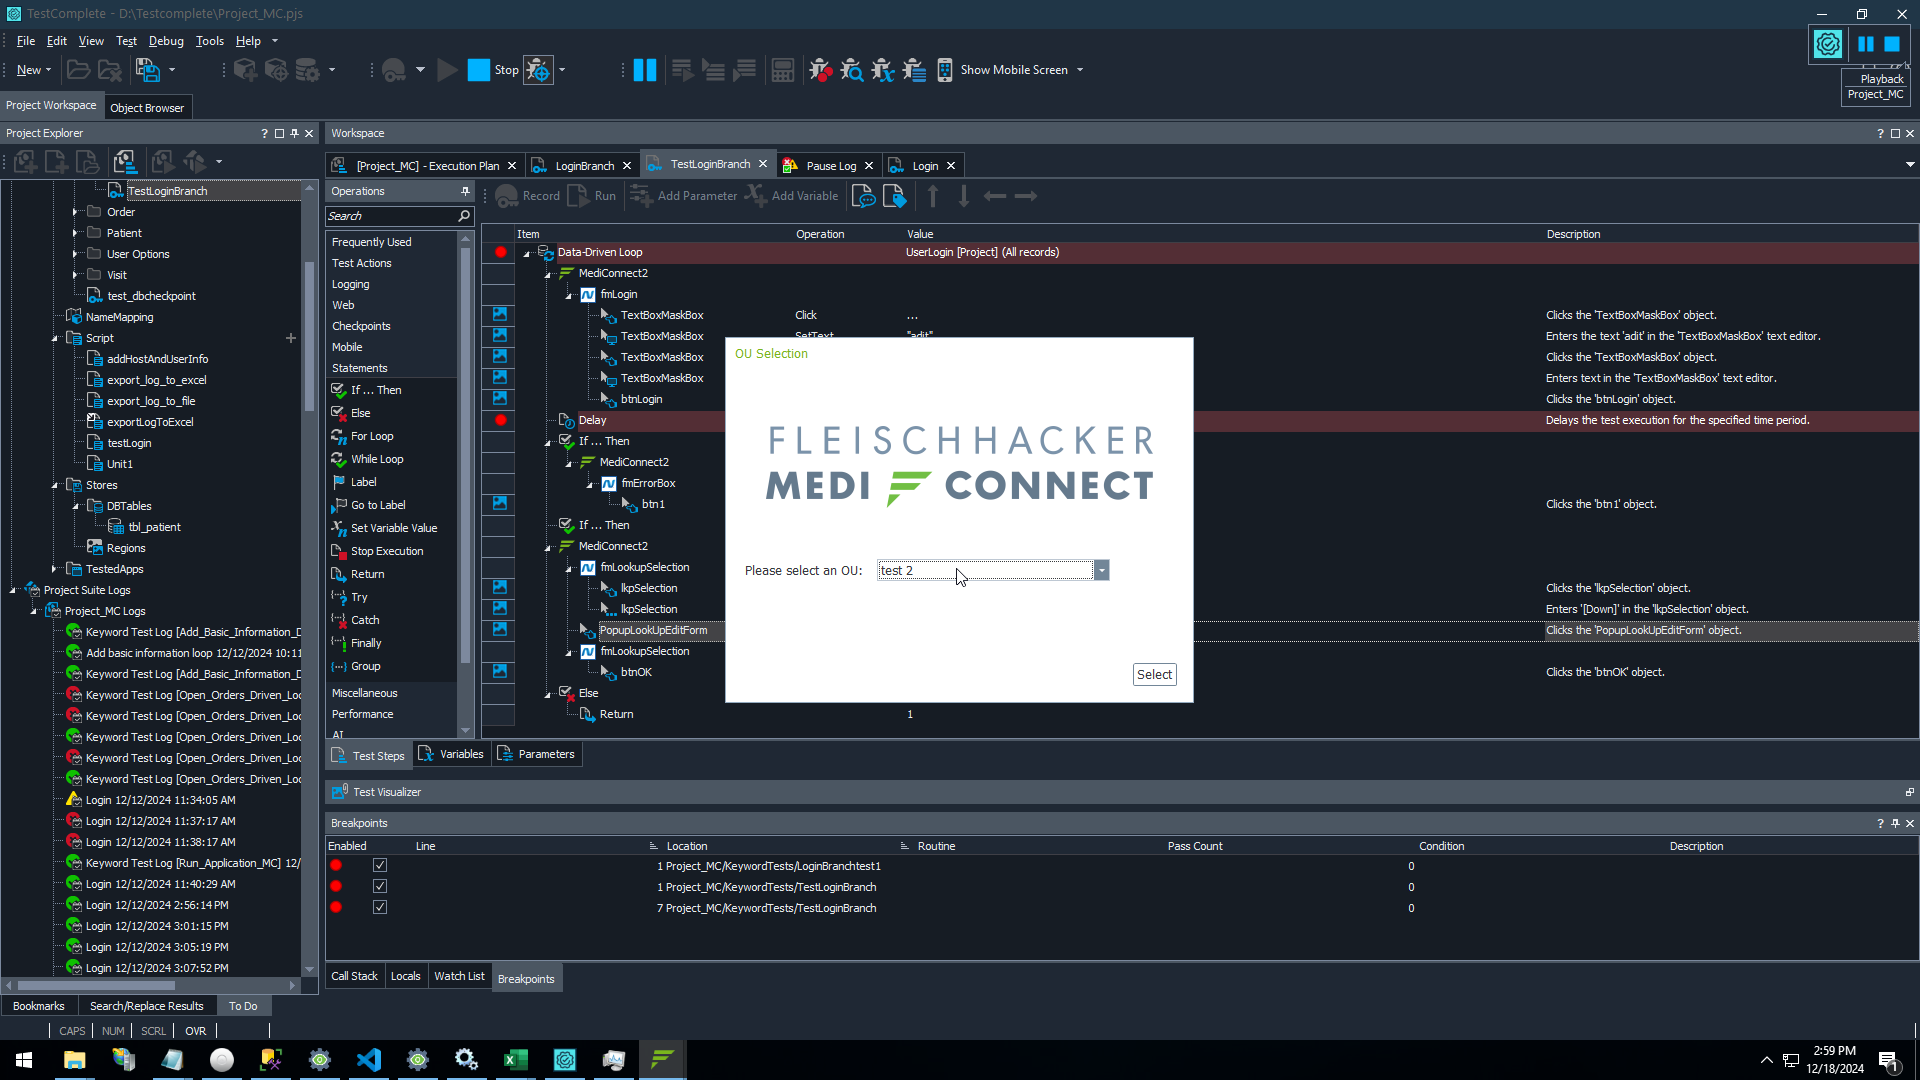 TestComplete - D:\Testcomplete\Project_MC.pjs
File Edit View Test Debug Tools Help
New
Stop
Show Mobile Screen
Playback
Project_MC
Project Workspace
Object Browser
Project Explorer
TestLoginBranch
Order
Patient
User Options
Visit
test_dbcheckpoint
NameMapping
Script
addHostAndUserInfo
export_log_to_excel
export_log_to_file
exportLogToExcel
testLogin
Unit1
Stores
DBTables
tbl_patient
Regions
TestedApps
Project Suite Logs
Project_MC Logs
Keyword Test Log [Add_Basic_Information_D
Add basic information loop 12/12/2024 10:11
Keyword Test Log [Add_Basic_Information_D
Keyword Test Log [Open_Orders_Driven_Loo
Keyword Test Log [Open_Orders_Driven_Loo
Keyword Test Log [Open_Orders_Driven_Loo
Keyword Test Log [Open_Orders_Driven_Loo
Keyword Test Log [Open_Orders_Driven_Loo
Login 12/12/2024 11:34:05 AM
Login 12/12/2024 11:37:17 AM
Login 12/12/2024 11:38:17 AM
Keyword Test Log [Run_Application_MC] 12/
Login 12/12/2024 11:40:29 AM
Login 12/12/2024 2:56:14 PM
Login 12/12/2024 3:01:15 PM
Login 12/12/2024 3:05:19 PM
Login 12/12/2024 3:07:52 PM
Bookmarks
Search/Replace Results
To Do
CAPS NUM SCRL OVR
Workspace
[Project_MC] - Execution Plan
LoginBranch
TestLoginBranch
Pause Log
Login
Operations
Search
Frequently Used
Test Actions
Logging
Web
Checkpoints
Mobile
Statements
If ... Then
Else
For Loop
While Loop
Label
Go to Label
Set Variable Value
Stop Execution
Return
Try
Catch
Finally
Group
Miscellaneous
Performance
AI
Record
Run
Add Parameter
Add Variable
Item Operation Value Description
Data-Driven Loop UserLogin [Project] (All records)
MediConnect2
fmLogin
TextBoxMaskBox Click ... Clicks the 'TextBoxMaskBox' object.
TextBoxMaskBox SetText "adit" Enters the text 'adit' in the 'TextBoxMaskBox' text editor.
TextBoxMaskBox Clicks the 'TextBoxMaskBox' object.
TextBoxMaskBox Enters text in the 'TextBoxMaskBox' text editor.
btnLogin Clicks the 'btnLogin' object.
Delay Delays the test execution for the specified time period.
If ... Then
MediConnect2
fmErrorBox
btn1 Clicks the 'btn1' object.
If ... Then
MediConnect2
fmLookupSelection
lkpSelection Clicks the 'lkpSelection' object.
lkpSelection Enters '[Down]' in the 'lkpSelection' object.
PopupLookUpEditForm Clicks the 'PopupLookUpEditForm' object.
fmLookupSelection
btnOK Clicks the 'btnOK' object.
Else
Return 1
OU Selection
FLEISCHHACKER
MEDI CONNECT
Please select an OU: test 2
Select
Test Steps
Variables
Parameters
Test Visualizer
Breakpoints
Enabled Line Location Routine Pass Count Condition Description
1 Project_MC/KeywordTests/LoginBranchtest1 0
1 Project_MC/KeywordTests/TestLoginBranch 0
7 Project_MC/KeywordTests/TestLoginBranch 0
Call Stack
Locals
Watch List
Breakpoints
2:59 PM
12/18/2024
1